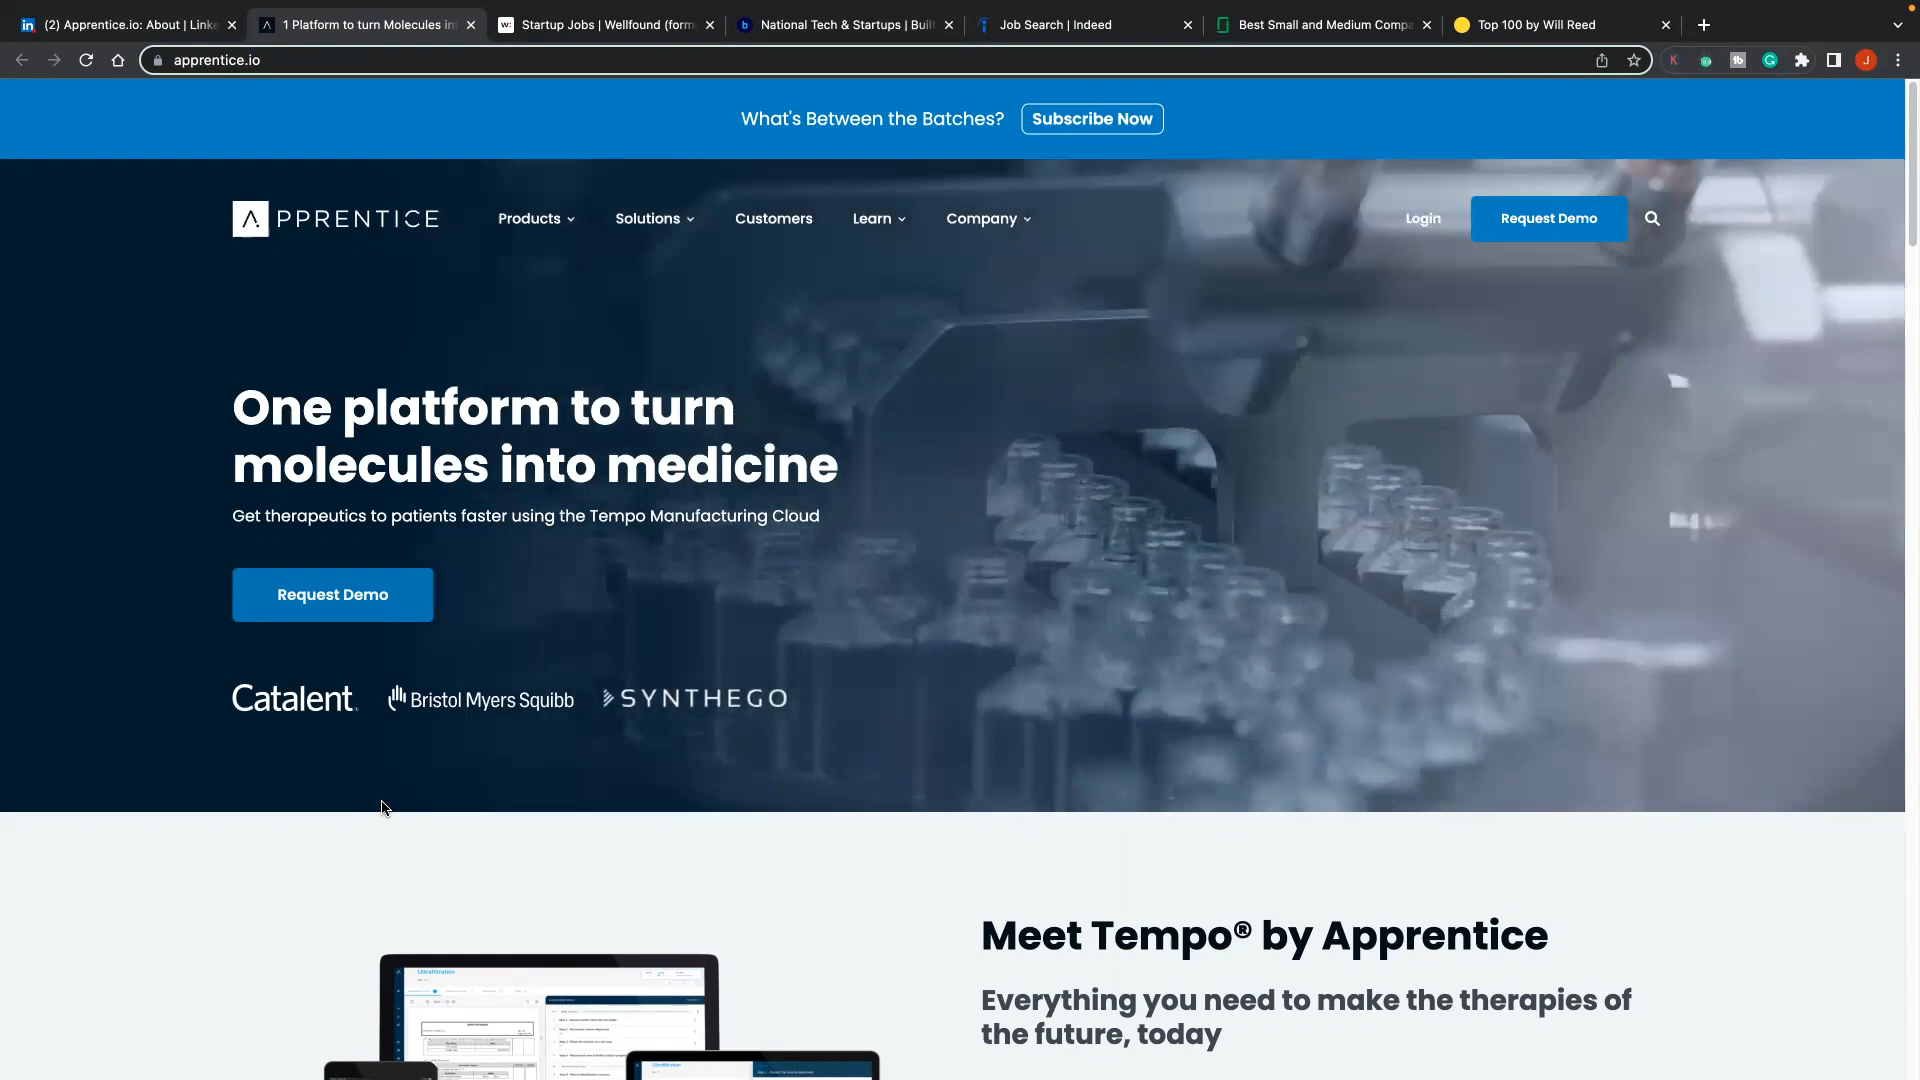 (2) Apprentice.io: About | Linke
1 Platform to turn Molecules in
Startup Jobs | Wellfound (form
National Tech & Startups | Buil
Job Search | Indeed
Best Small and Medium Compa
Top 100 by Will Reed
apprentice.io
What's Between the Batches?
Subscribe Now
APPRENTICE
Products
Solutions
Customers
Learn
Company
Login
Request Demo
One platform to turn
molecules into medicine
Get therapeutics to patients faster using the Tempo Manufacturing Cloud
Request Demo
Catalent.
Bristol Myers Squibb
SYNTHEGO
Meet Tempo® by Apprentice
Everything you need to make the therapies of
the future, today
Ultrafiltration